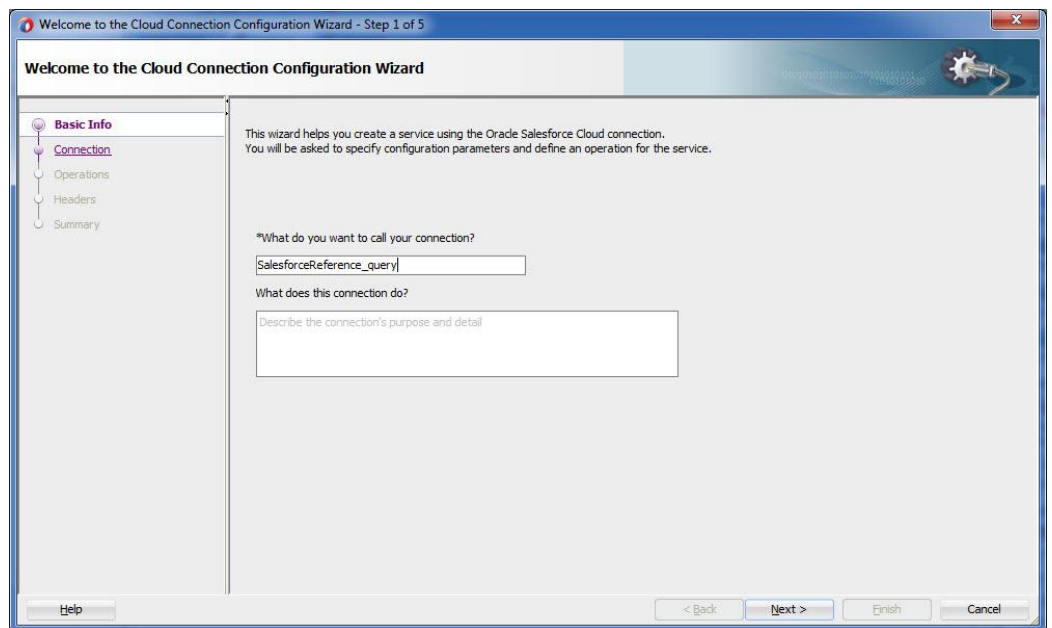 Welcome to the Cloud Connection Configuration Wizard - Step 1 of 5
Welcome to the Cloud Connection Configuration Wizard
Basic Info
Connection
Operations
Headers
Summary
This wizard helps you create a service using the Oracle Salesforce Cloud connection.
You will be asked to specify configuration parameters and define an operation for the service.
*What do you want to call your connection?
SalesforceReference_query
What does this connection do?
Describe the connection's purpose and detail
Help
< Back
Next >
Finish
Cancel